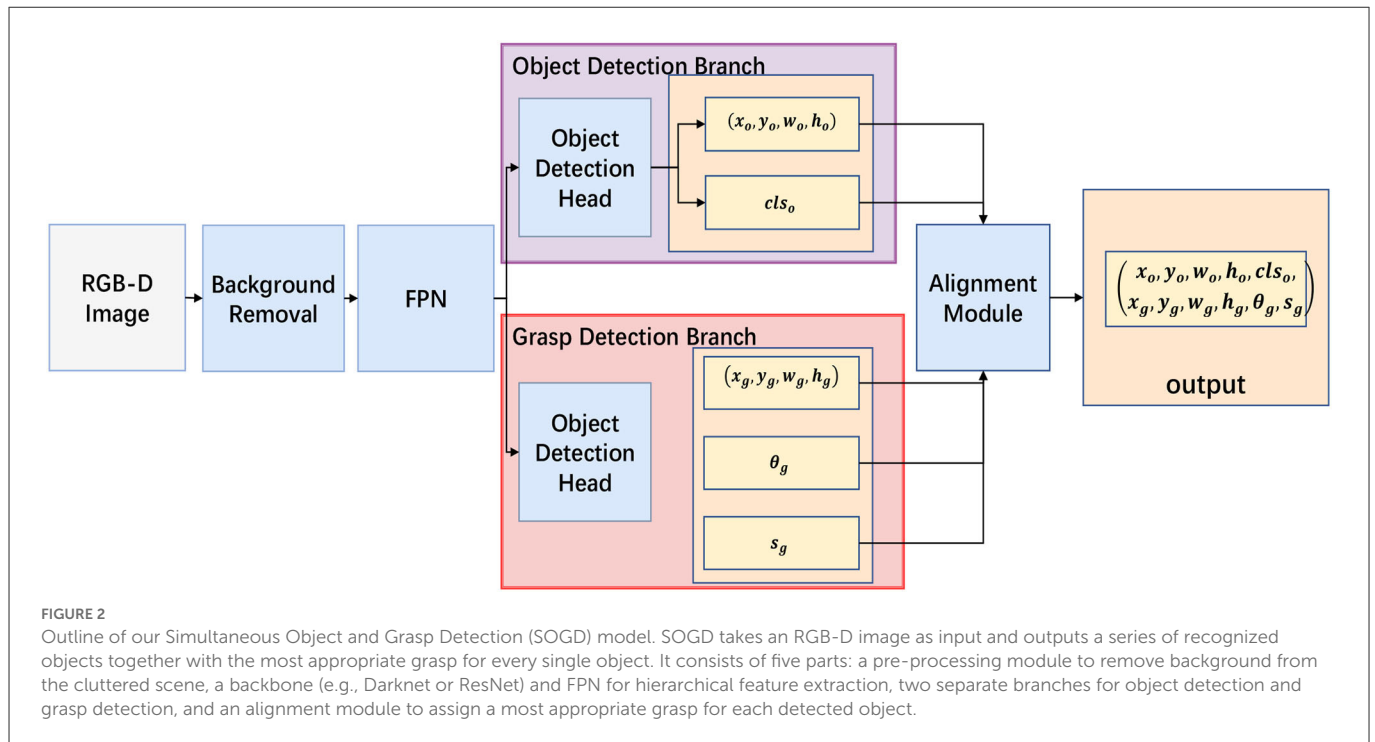 Object Detection Branch
Object
Detection
Head
(x_o, y_o, w_o, h_o)
cls_o
RGB-D
Image
Background
Removal
FPN
Alignment
Module
(x_o, y_o, w_o, h_o, cls_o,
x_g, y_g, w_g, h_g, θ_g, s_g)
output
Grasp Detection Branch
Object
Detection
Head
(x_g, y_g, w_g, h_g)
θ_g
s_g
FIGURE 2
Outline of our Simultaneous Object and Grasp Detection (SOGD) model. SOGD takes an RGB-D image as input and outputs a series of recognized
objects together with the most appropriate grasp for every single object. It consists of five parts: a pre-processing module to remove background from
the cluttered scene, a backbone (e.g., Darknet or ResNet) and FPN for hierarchical feature extraction, two separate branches for object detection and
grasp detection, and an alignment module to assign a most appropriate grasp for each detected object.